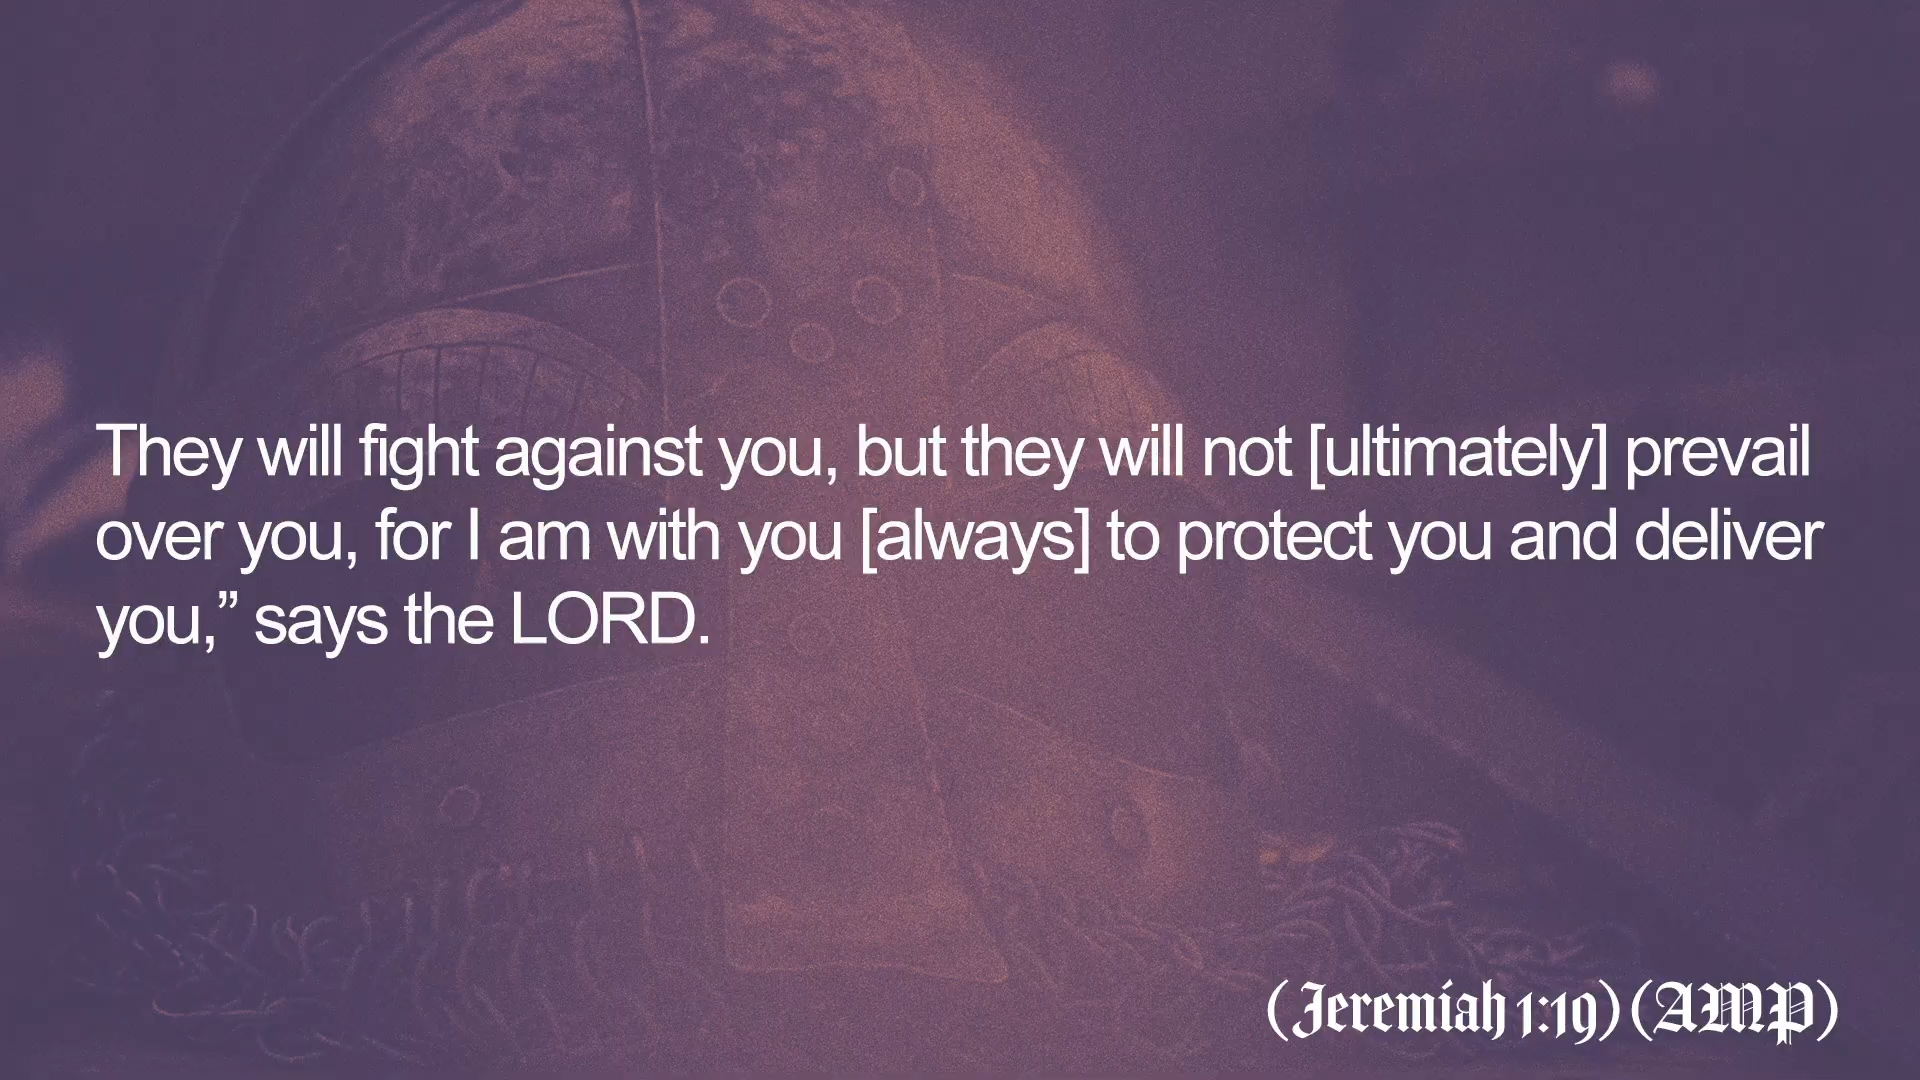 They will fight against you, but they will not [ultimately] prevail
over you, for I am with you [always] to protect you and deliver
you,” says the LORD.
(Jeremiah 1:19) (AMP)